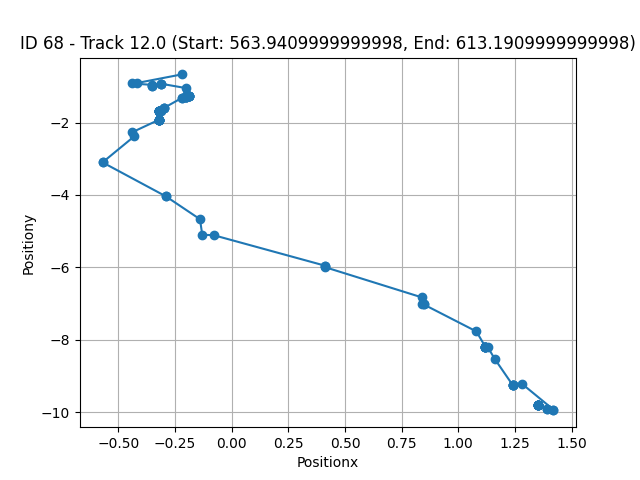 ID 68 - Track 12.0 (Start: 563.9409999999998, End: 613.1909999999998)
Positiony
−2
−4
−6
−8
−10
−0.50 −0.25 0.00 0.25 0.50 0.75 1.00 1.25 1.50
Positionx